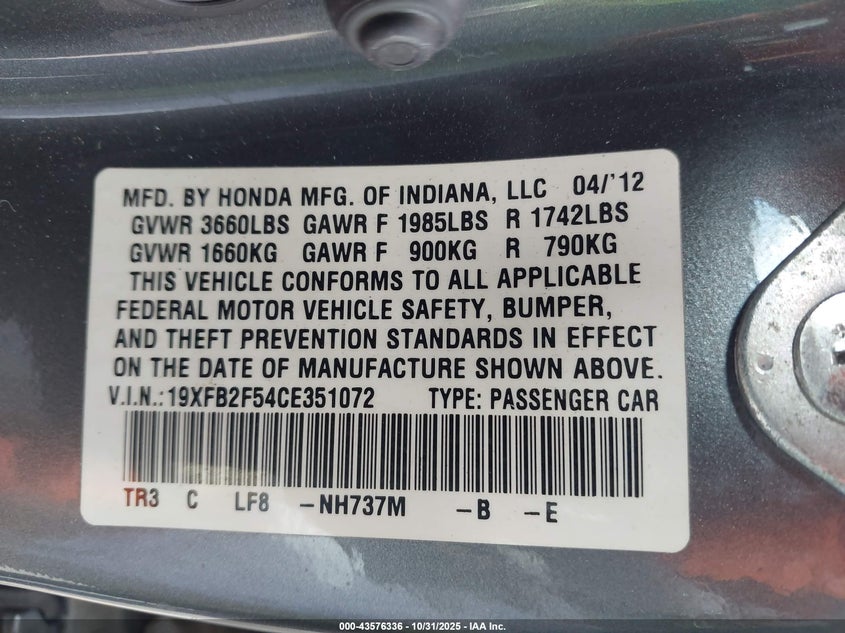 MFD. BY HONDA MFG. OF INDIANA, LLC 04/'12
GVWR 3660LBS GAWR F 1985LBS R 1742LBS
GVWR 1660KG GAWR F 900KG R 790KG
THIS VEHICLE CONFORMS TO ALL APPLICABLE
FEDERAL MOTOR VEHICLE SAFETY, BUMPER,
AND THEFT PREVENTION STANDARDS IN EFFECT
ON THE DATE OF MANUFACTURE SHOWN ABOVE.
V.I.N.:19XFB2F54CE351072 TYPE: PASSENGER CAR
TR3 C LF8 -NH737M -B -E
000-43576336 | 10/31/2025 - IAA Inc.